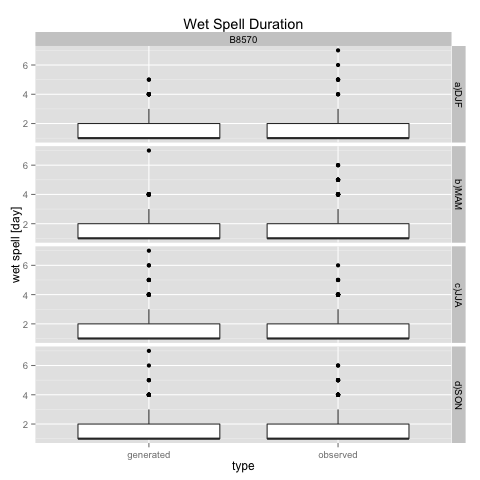 Wet Spell Duration
B8570
6
4
2
a)DJF
6
4
2
b)MAM
6
4
2
c)JJA
6
4
2
d)SON
wet spell [day]
generated observed
type